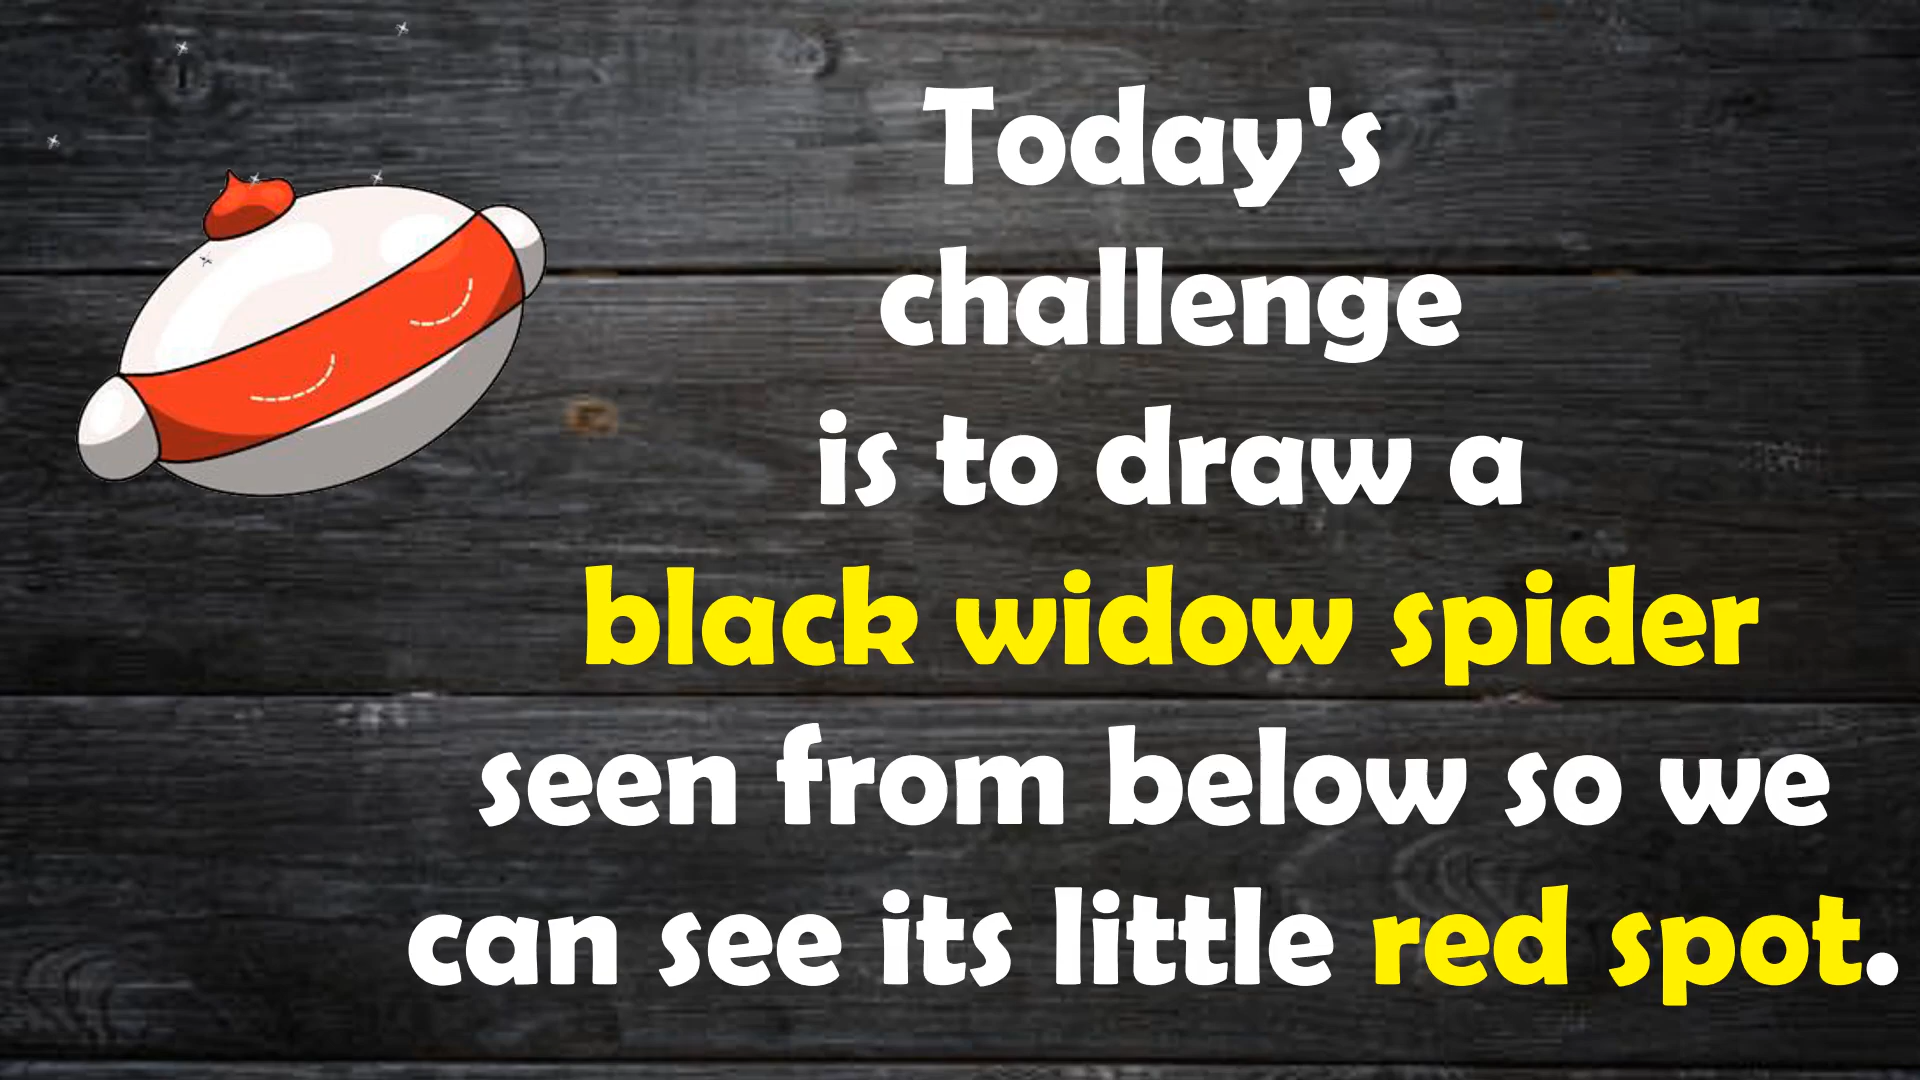 Today's
challenge
is to draw a
black widow spider
seen from below so we
can see its little red spot.